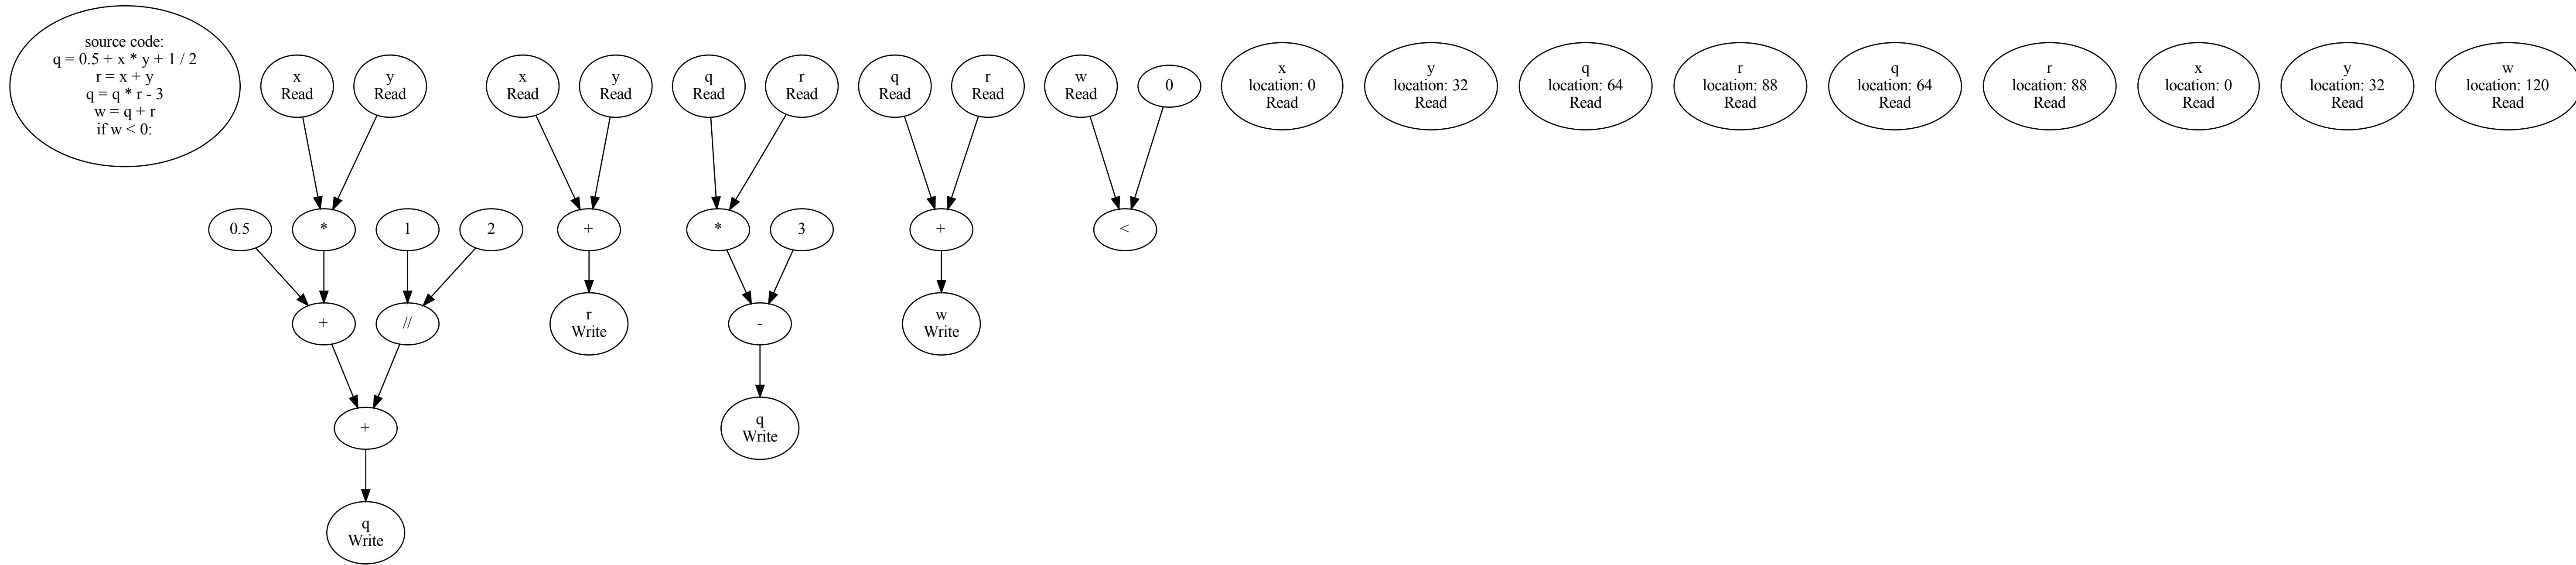 source code:
q = 0.5 + x * y + 1 / 2
r = x + y
q = q * r - 3
w = q + r
if w < 0:
x
Read
y
Read
x
Read
y
Read
q
Read
r
Read
q
Read
r
Read
w
Read
0
x
location: 0
Read
y
location: 32
Read
q
location: 64
Read
r
location: 88
Read
q
location: 64
Read
r
location: 88
Read
x
location: 0
Read
y
location: 32
Read
w
location: 120
Read
0.5
*
1
2
+
*
3
+
<
+
//
r
Write
-
w
Write
+
q
Write
q
Write